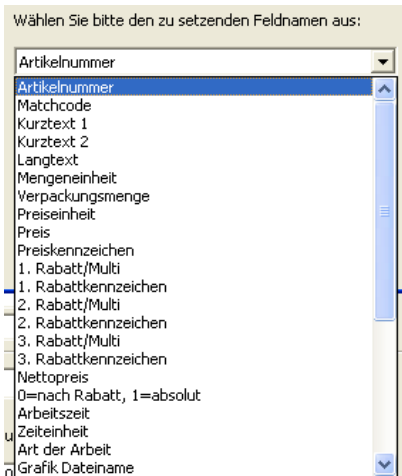 Wählen Sie bitte den zu setzenden Feldnamen aus:
Artikelnummer
Artikelnummer
Matchcode
Kurztext 1
Kurztext 2
Langtext
Mengeneinheit
Verpackungsmenge
Preiseinheit
Preis
Preiskennzeichen
1. Rabatt/Multi
1. Rabattkennzeichen
2. Rabatt/Multi
2. Rabattkennzeichen
3. Rabatt/Multi
3. Rabattkennzeichen
Nettopreis
0=nach Rabatt, 1=absolut
Arbeitszeit
Zeiteinheit
Art der Arbeit
Grafik Dateiname